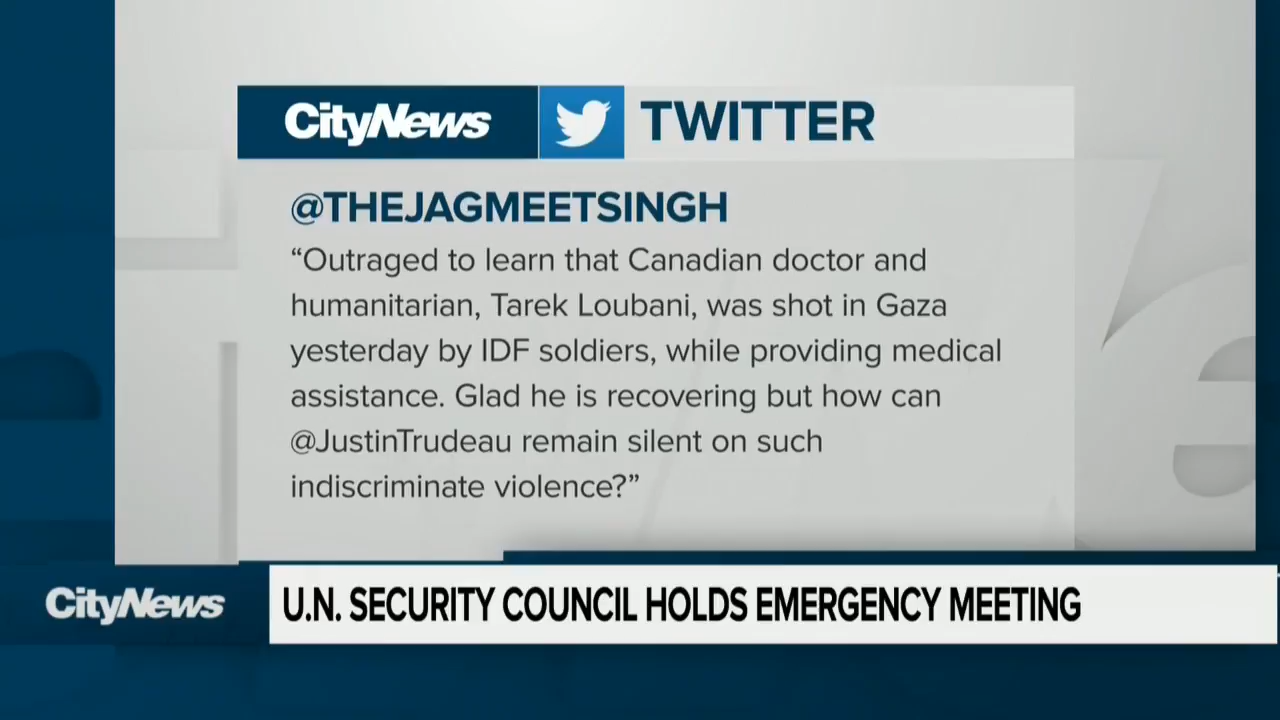 CityNews TWITTER
@THEJAGMEETSINGH
“Outraged to learn that Canadian doctor and
humanitarian, Tarek Loubani, was shot in Gaza
yesterday by IDF soldiers, while providing medical
assistance. Glad he is recovering but how can
@JustinTrudeau remain silent on such
indiscriminate violence?”
CityNews U.N. SECURITY COUNCIL HOLDS EMERGENCY MEETING